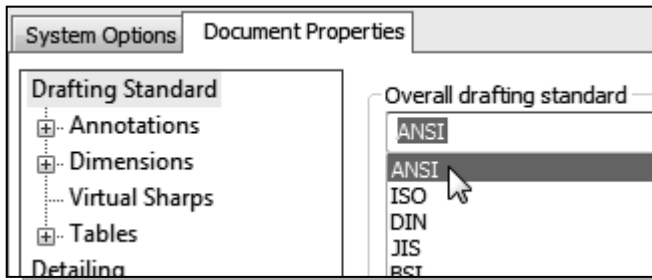 System Options
Document Properties
Drafting Standard
Annotations
Dimensions
Virtual Sharps
Tables
Detailing
Overall drafting standard
ANSI
ANSI
ISO
DIN
JIS
BSI